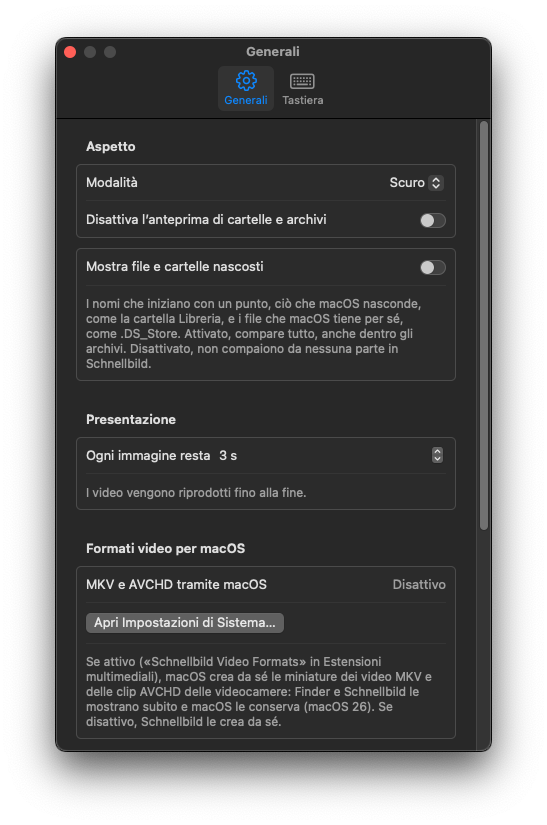 Generali
Generali
Tastiera
Aspetto
Modalità
Scuro
Disattiva l'anteprima di cartelle e archivi
Mostra file e cartelle nascosti
I nomi che iniziano con un punto, ciò che macOS nasconde,
come la cartella Libreria, e i file che macOS tiene per sé,
come .DS_Store. Attivato, compare tutto, anche dentro gli
archivi. Disattivato, non compaiono da nessuna parte in
Schnellbild.
Presentazione
Ogni immagine resta 3 s
I video vengono riprodotti fino alla fine.
Formati video per macOS
MKV e AVCHD tramite macOS
Disattivo
Apri Impostazioni di Sistema...
Se attivo («Schnellbild Video Formats» in Estensioni
multimediali), macOS crea da sé le miniature dei video MKV e
delle clip AVCHD delle videocamere: Finder e Schnellbild le
mostrano subito e macOS le conserva (macOS 26). Se
disattivo, Schnellbild le crea da sé.